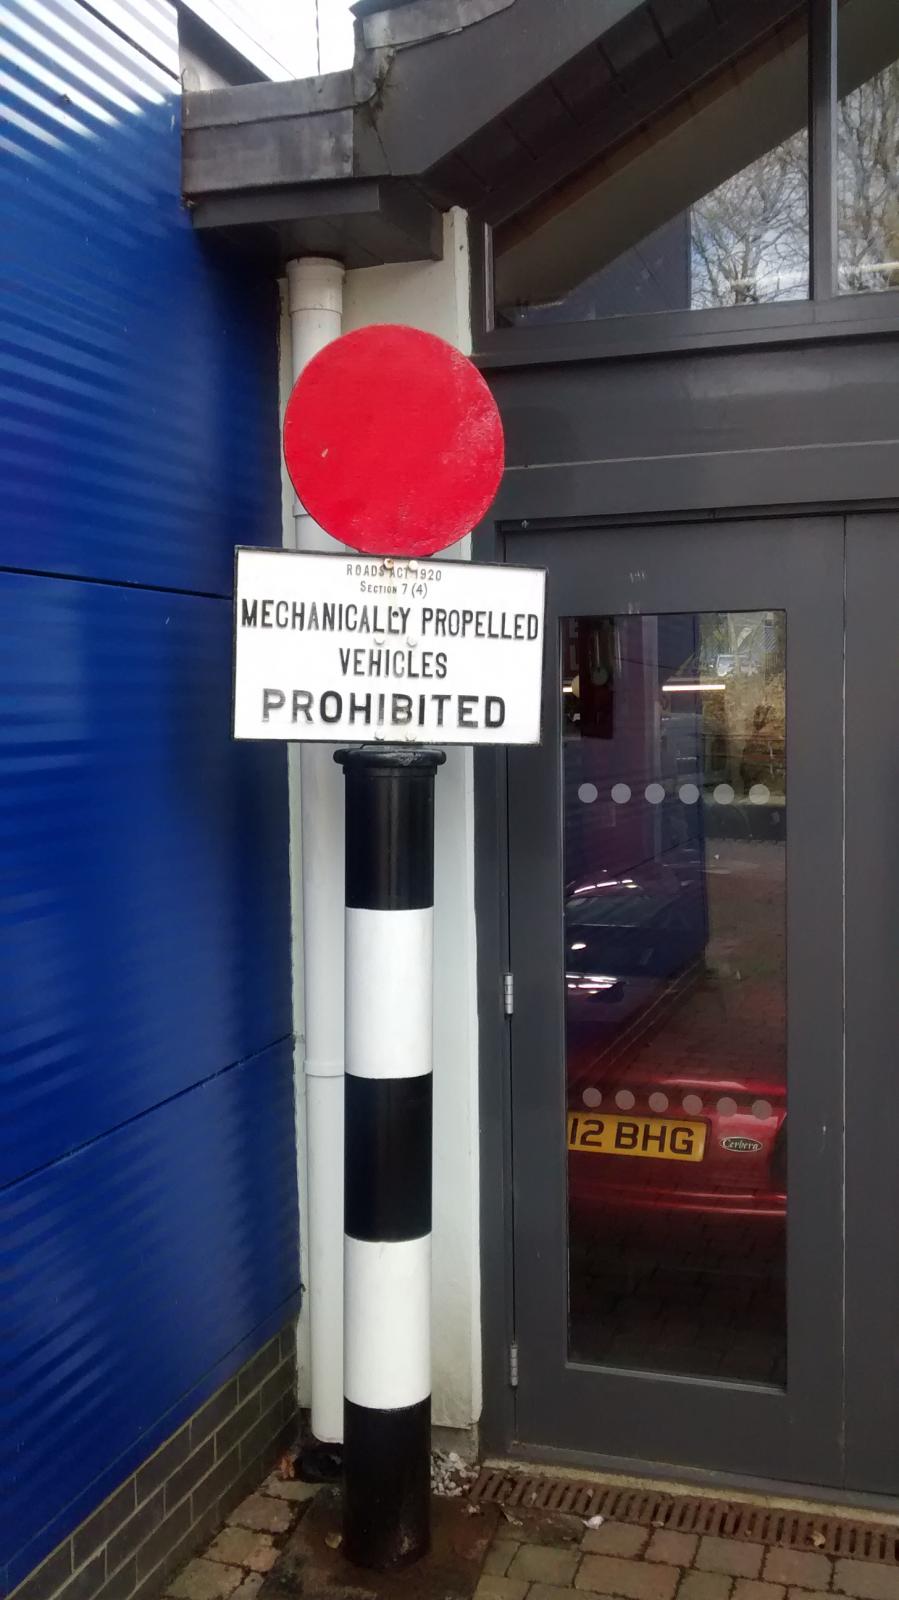 ROADS ACT 1920
SECTION 7 (4)
MECHANICALLY PROPELLED
VEHICLES
PROHIBITED
12 BHG
Cerbera